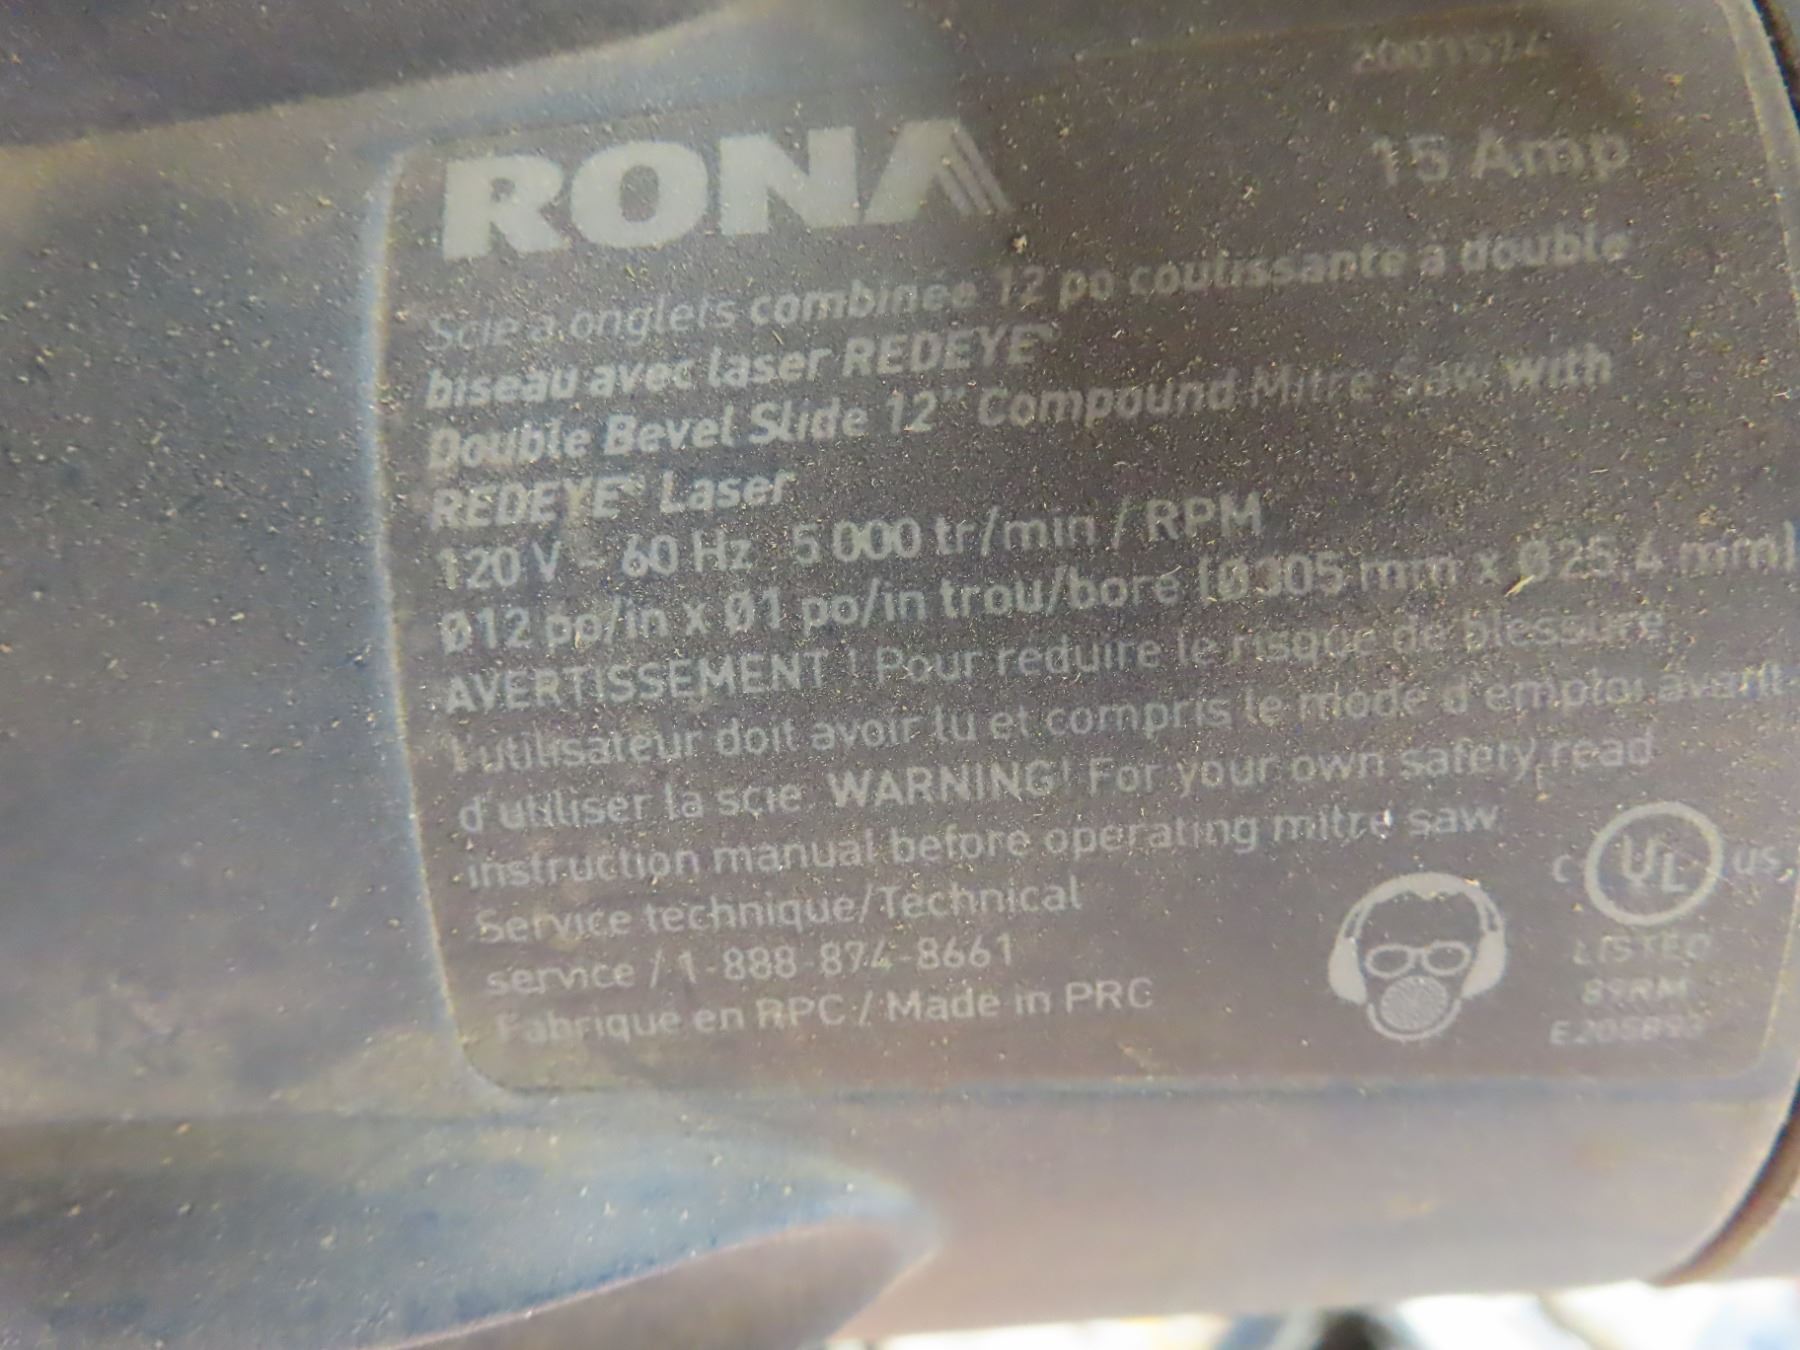 RONA
15 Amp
Scie à onglets combinée 12 po coulissante à double
biseau avec laser REDEYE
Double Bevel Slide 12" Compound Mitre Saw with
REDEYE® Laser
120 V ~ 60 Hz 5 000 tr/min / RPM
Ø12 po/in x Ø1 po/in trou/bore (Ø305 mm x Ø25,4 mm)
AVERTISSEMENT ! Pour réduire le risque de blessure,
l'utilisateur doit avoir lu et compris le mode d'emploi avant
d'utiliser la scie WARNING! For your own safety, read
instruction manual before operating mitre saw
Service technique/Technical
service / 1-888-874-8661
Fabriqué en RPC / Made in PRC
C UL US
LISTED
89RM